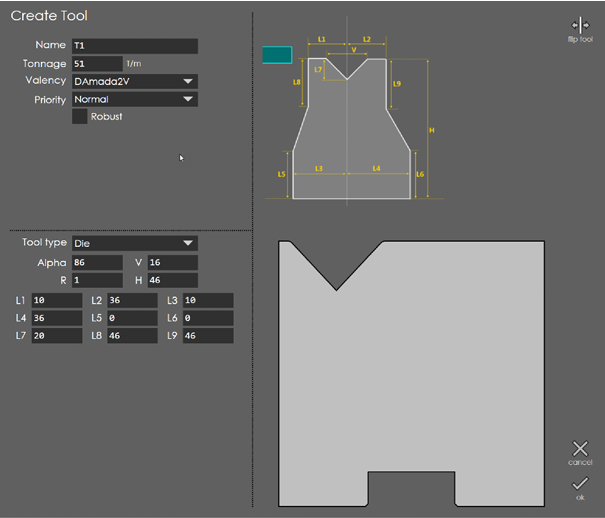 Create Tool
Name T1
Tonnage 51 T/m
Valency DAmada2V
Priority Normal
Robust
L1 L2
V
L7
L8 L9
H
L3 L4
L5 L6
flip tool
Tool type Die
Alpha 86 V 16
R 1 H 46
L1 10 L2 36 L3 10
L4 36 L5 0 L6 0
L7 20 L8 46 L9 46
cancel
ok